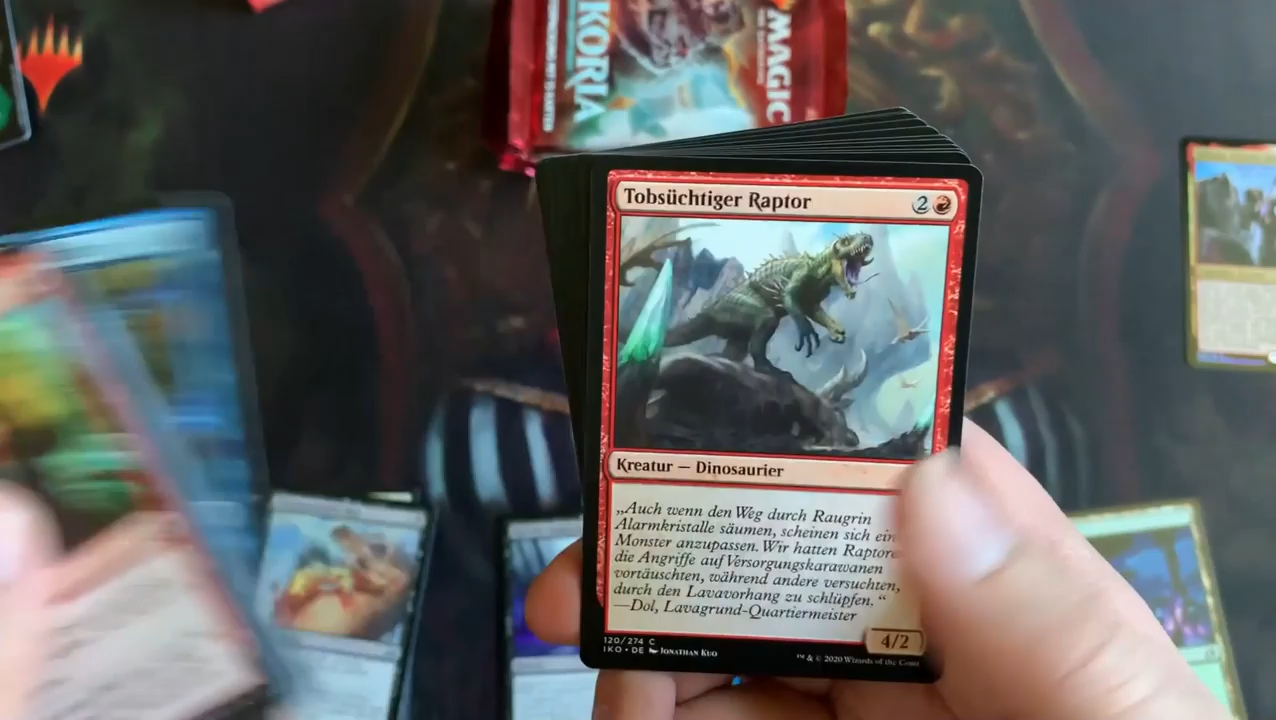 MAGIC
KORIA
Tobsüchtiger Raptor 2
Kreatur — Dinosaurier
„Auch wenn den Weg durch Raugrin
Alarmkristalle säumen, scheinen sich ein
Monster anzupassen. Wir hatten Raptore
die Angriffe auf Versorgungskarawanen
vortäuschten, während andere versuchten,
durch den Lavavorhang zu schlüpfen.“
—Dol, Lavagrund-Quartiermeister
4/2
120/274 C
IKO • DE Jonathan Kuo
™ & © 2020 Wizards of the Coast